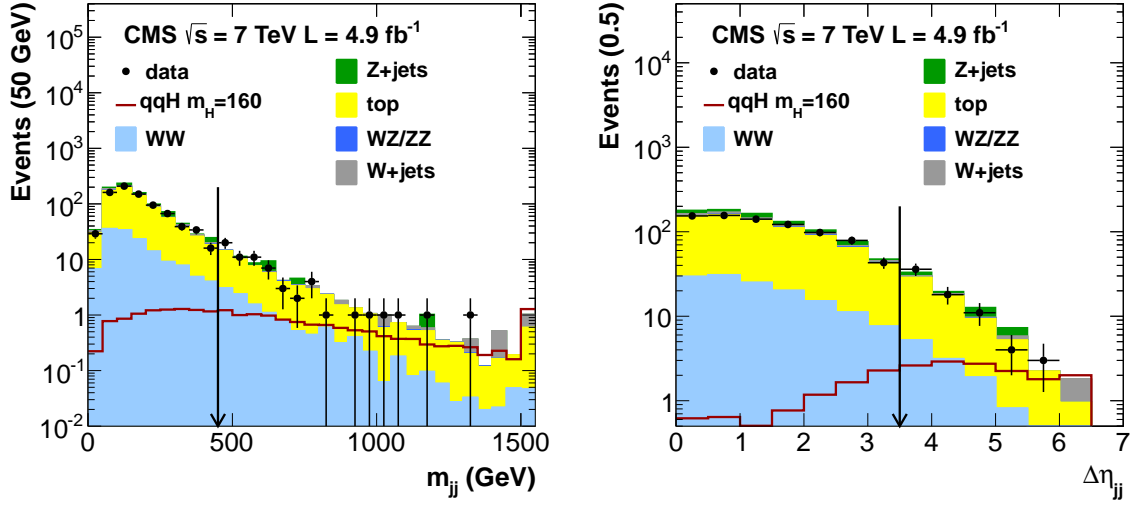 Events (50 GeV)
10⁵
10⁴
10³
10²
10
1
10⁻¹
10⁻²
CMS √s = 7 TeV L = 4.9 fb⁻¹
data
qqH m_H=160
WW
Z+jets
top
WZ/ZZ
W+jets
0 500 1000 1500
m_jj (GeV)
Events (0.5)
10⁴
10³
10²
10
1
CMS √s = 7 TeV L = 4.9 fb⁻¹
data
qqH m_H=160
WW
Z+jets
top
WZ/ZZ
W+jets
0 1 2 3 4 5 6 7
Δη_jj